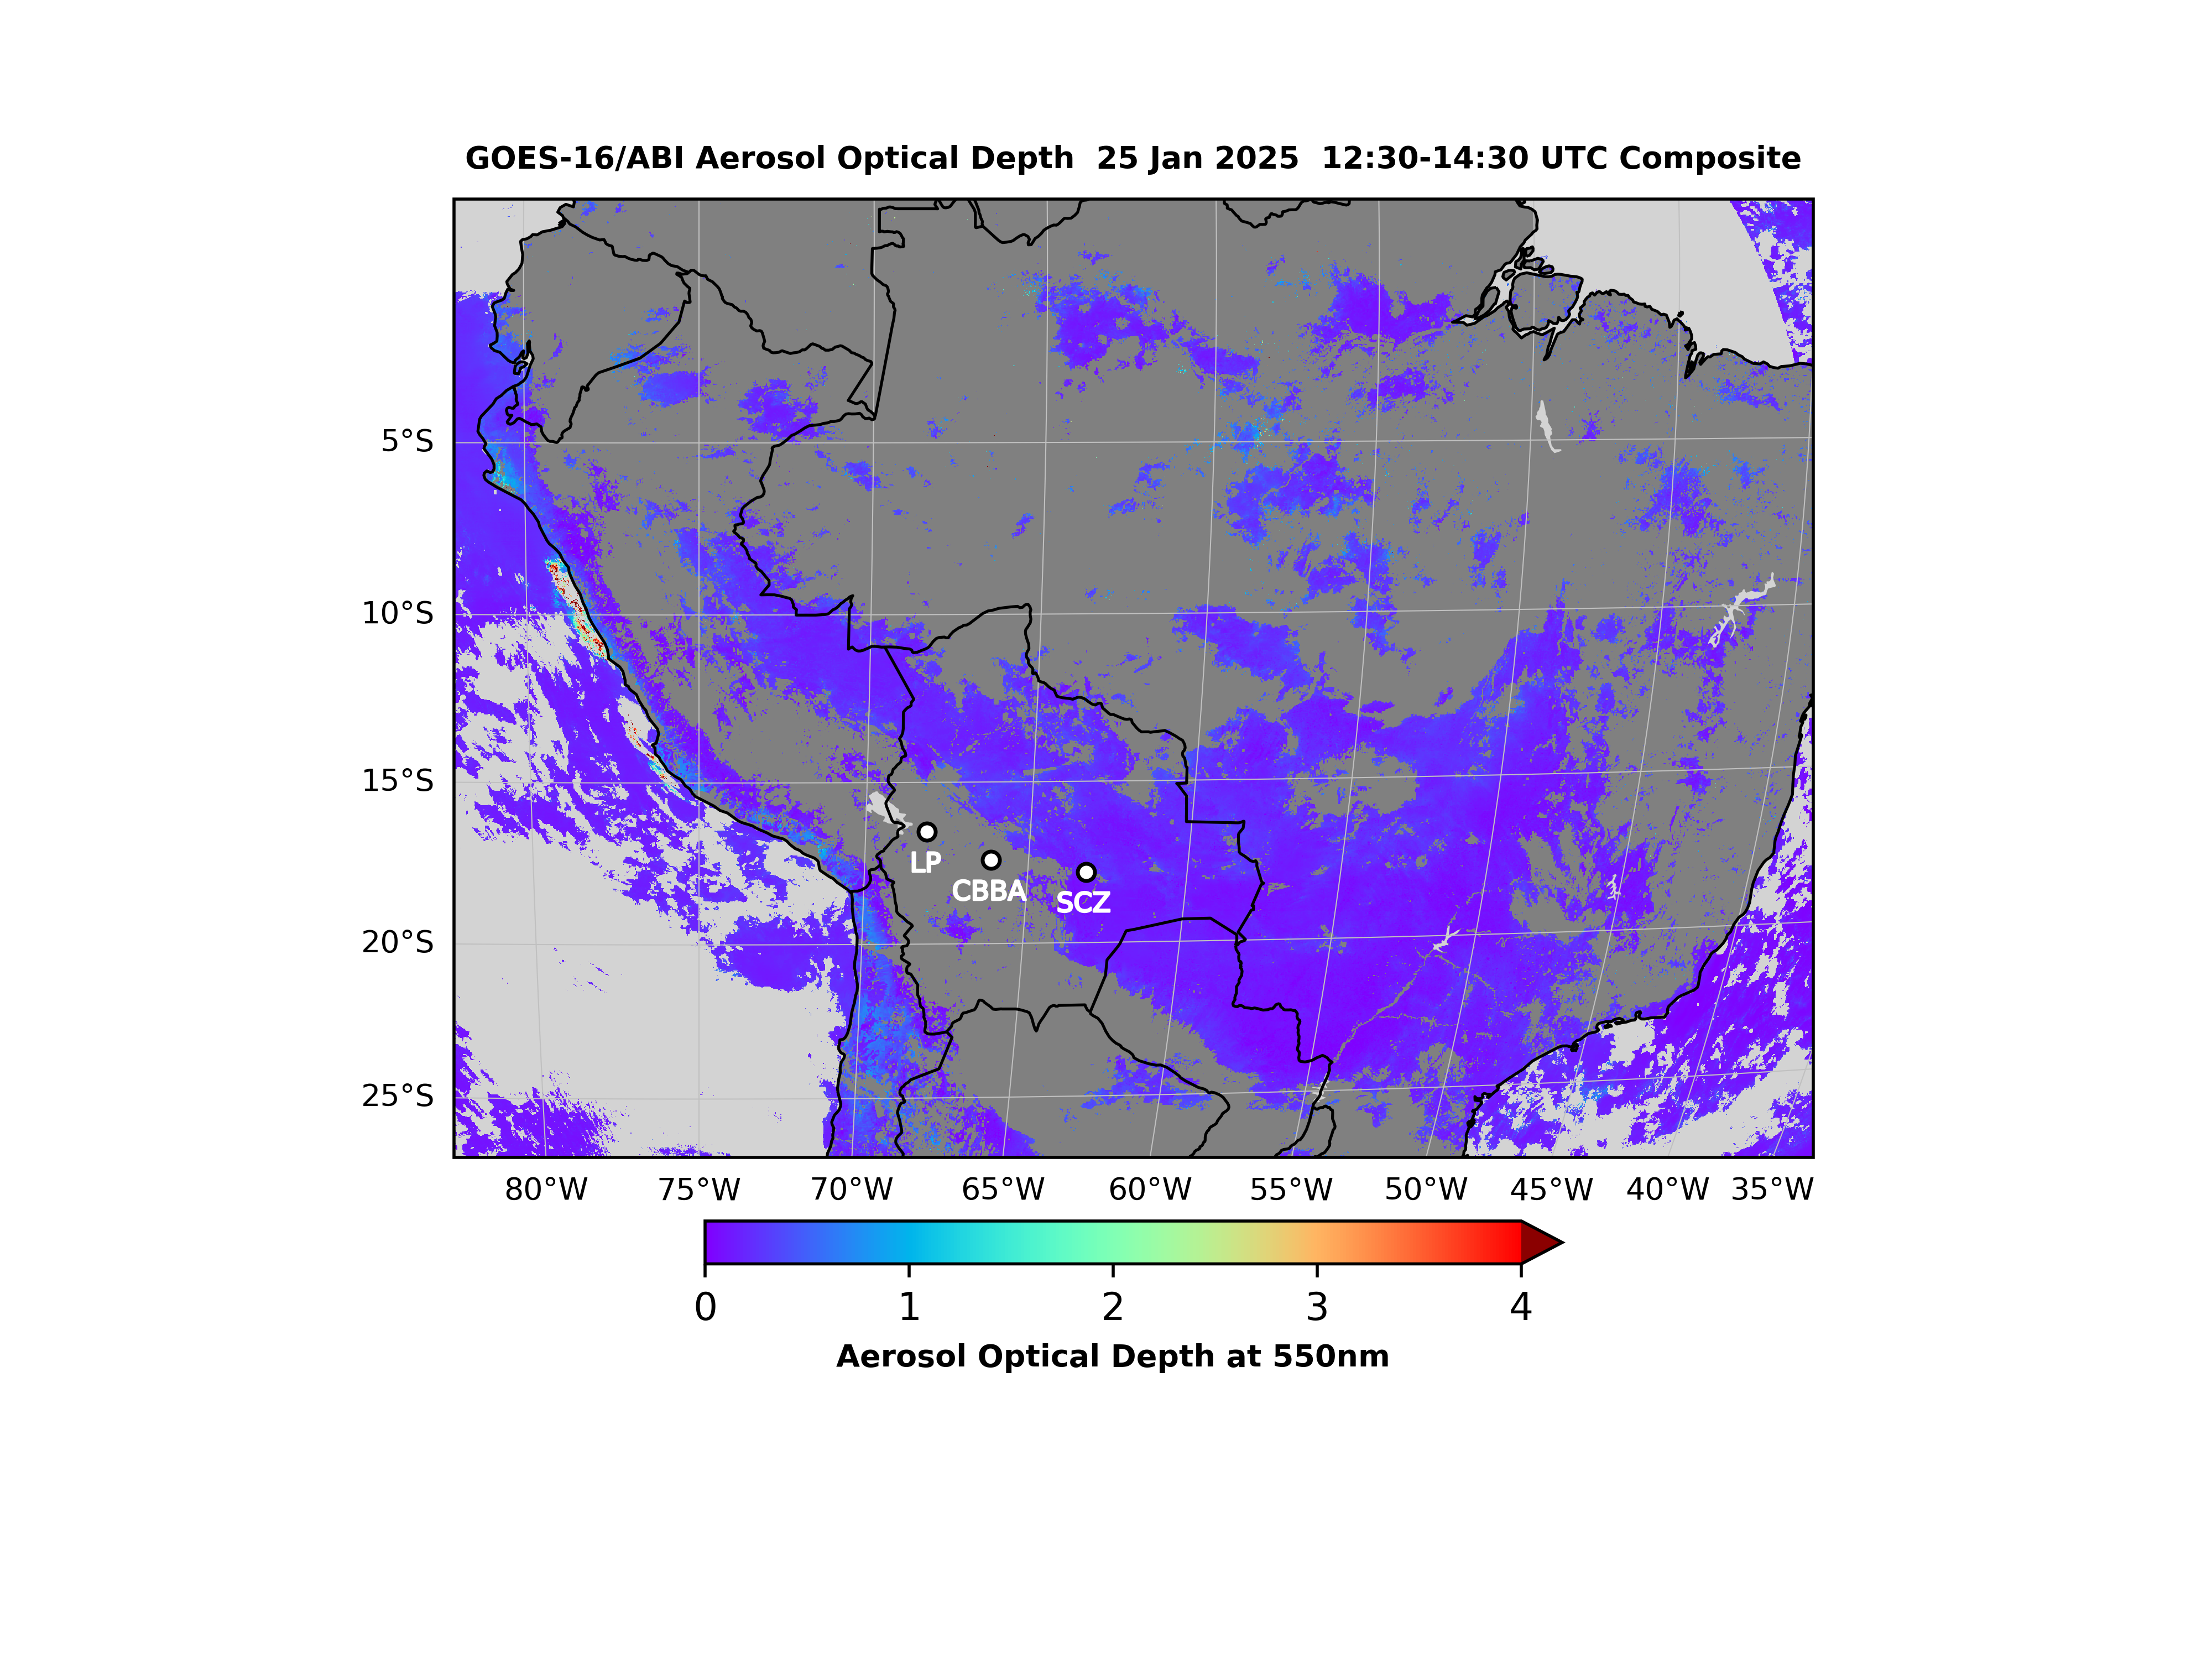 GOES-16/ABI Aerosol Optical Depth  25 Jan 2025  12:30-14:30 UTC Composite
5°S
10°S
15°S
LP
CBBA
SCZ
20°S
25°S
80°W 75°W 70°W 65°W 60°W 55°W 50°W 45°W 40°W 35°W
0 1 2 3 4
Aerosol Optical Depth at 550nm